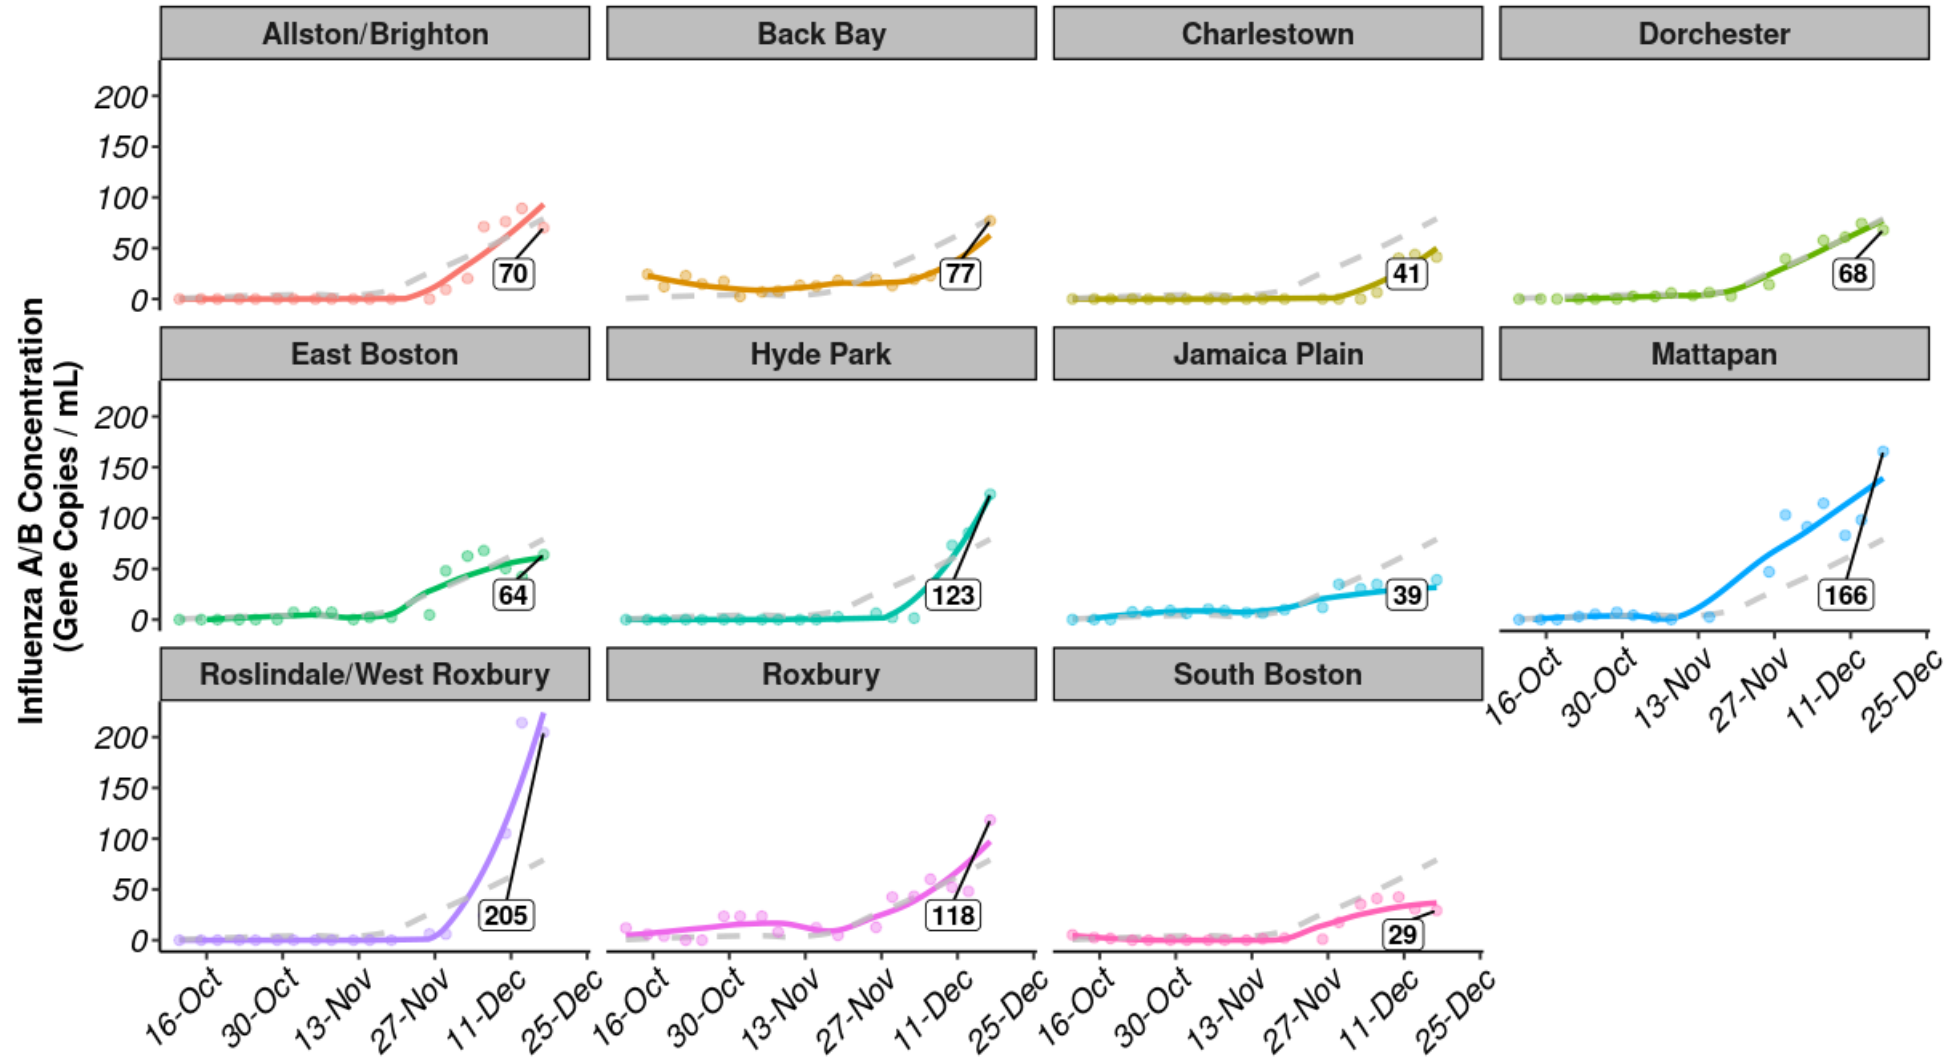 Influenza A/B Concentration
(Gene Copies / mL)
Allston/Brighton
Back Bay
Charlestown
Dorchester
200
150
100
50
0
70
77
41
68
East Boston
Hyde Park
Jamaica Plain
Mattapan
200
150
100
50
0
64
123
39
166
16-Oct
30-Oct
13-Nov
27-Nov
11-Dec
25-Dec
Roslindale/West Roxbury
Roxbury
South Boston
200
150
100
50
0
205
118
29
16-Oct
30-Oct
13-Nov
27-Nov
11-Dec
25-Dec
16-Oct
30-Oct
13-Nov
27-Nov
11-Dec
25-Dec
16-Oct
30-Oct
13-Nov
27-Nov
11-Dec
25-Dec